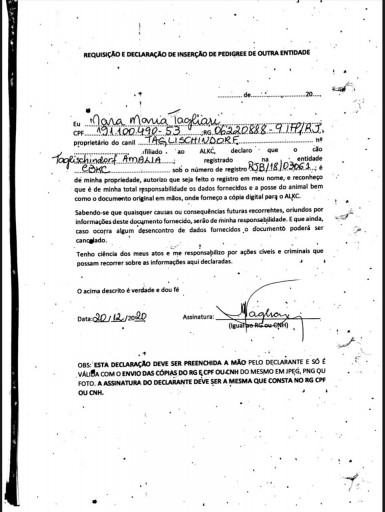 REQUISIÇÃO E DECLARAÇÃO DE INSERÇÃO DE PEDIGREE DE OUTRA ENTIDADE
de de 20
Eu Mara Maria Tagliari
CPF 191.100.490-53 RG 06220888-9 IFP/RJ.
proprietário do canil TAGLISCHINDORF nº
filiado ao ALKC, declaro que o cão
Taglischindorf AMALIA registrado na entidade
CBKC sob o número de registro RJB/18/03061 é
de minha propriedade, autorizo que seja feito o registro em meu nome, e reconheço
que é de minha total responsabilidade os dados fornecidos e a posse do animal bem
como o documento original em mãos, onde forneço a cópia digital para o ALKC.
Sabendo-se que quaisquer causas ou consequências futuras recorrentes, oriundos por
informações deste documento fornecido, serão de minha responsabilidade. E que ainda,
caso ocorra algum desencontro de dados fornecidos o documento poderá ser
cancelado.
Tenho ciência dos meus atos e me responsabilizo por ações cíveis e criminais que
possam recorrer sobre as informações aqui declaradas.
O acima descrito é verdade e dou fé
Data: 20/12/2020 Assinatura: Tagliari
(Igual ao RG ou CNH)
OBS: ESTA DECLARAÇÃO DEVE SER PREENCHIDA A MÃO PELO DECLARANTE E SÓ É
VÁLIDA COM O ENVIO DAS CÓPIAS DO RG E CPF OU CNH DO MESMO EM JPEG, PNG OU
FOTO. A ASSINATURA DO DECLARANTE DEVE SER A MESMA QUE CONSTA NO RG CPF
OU CNH.